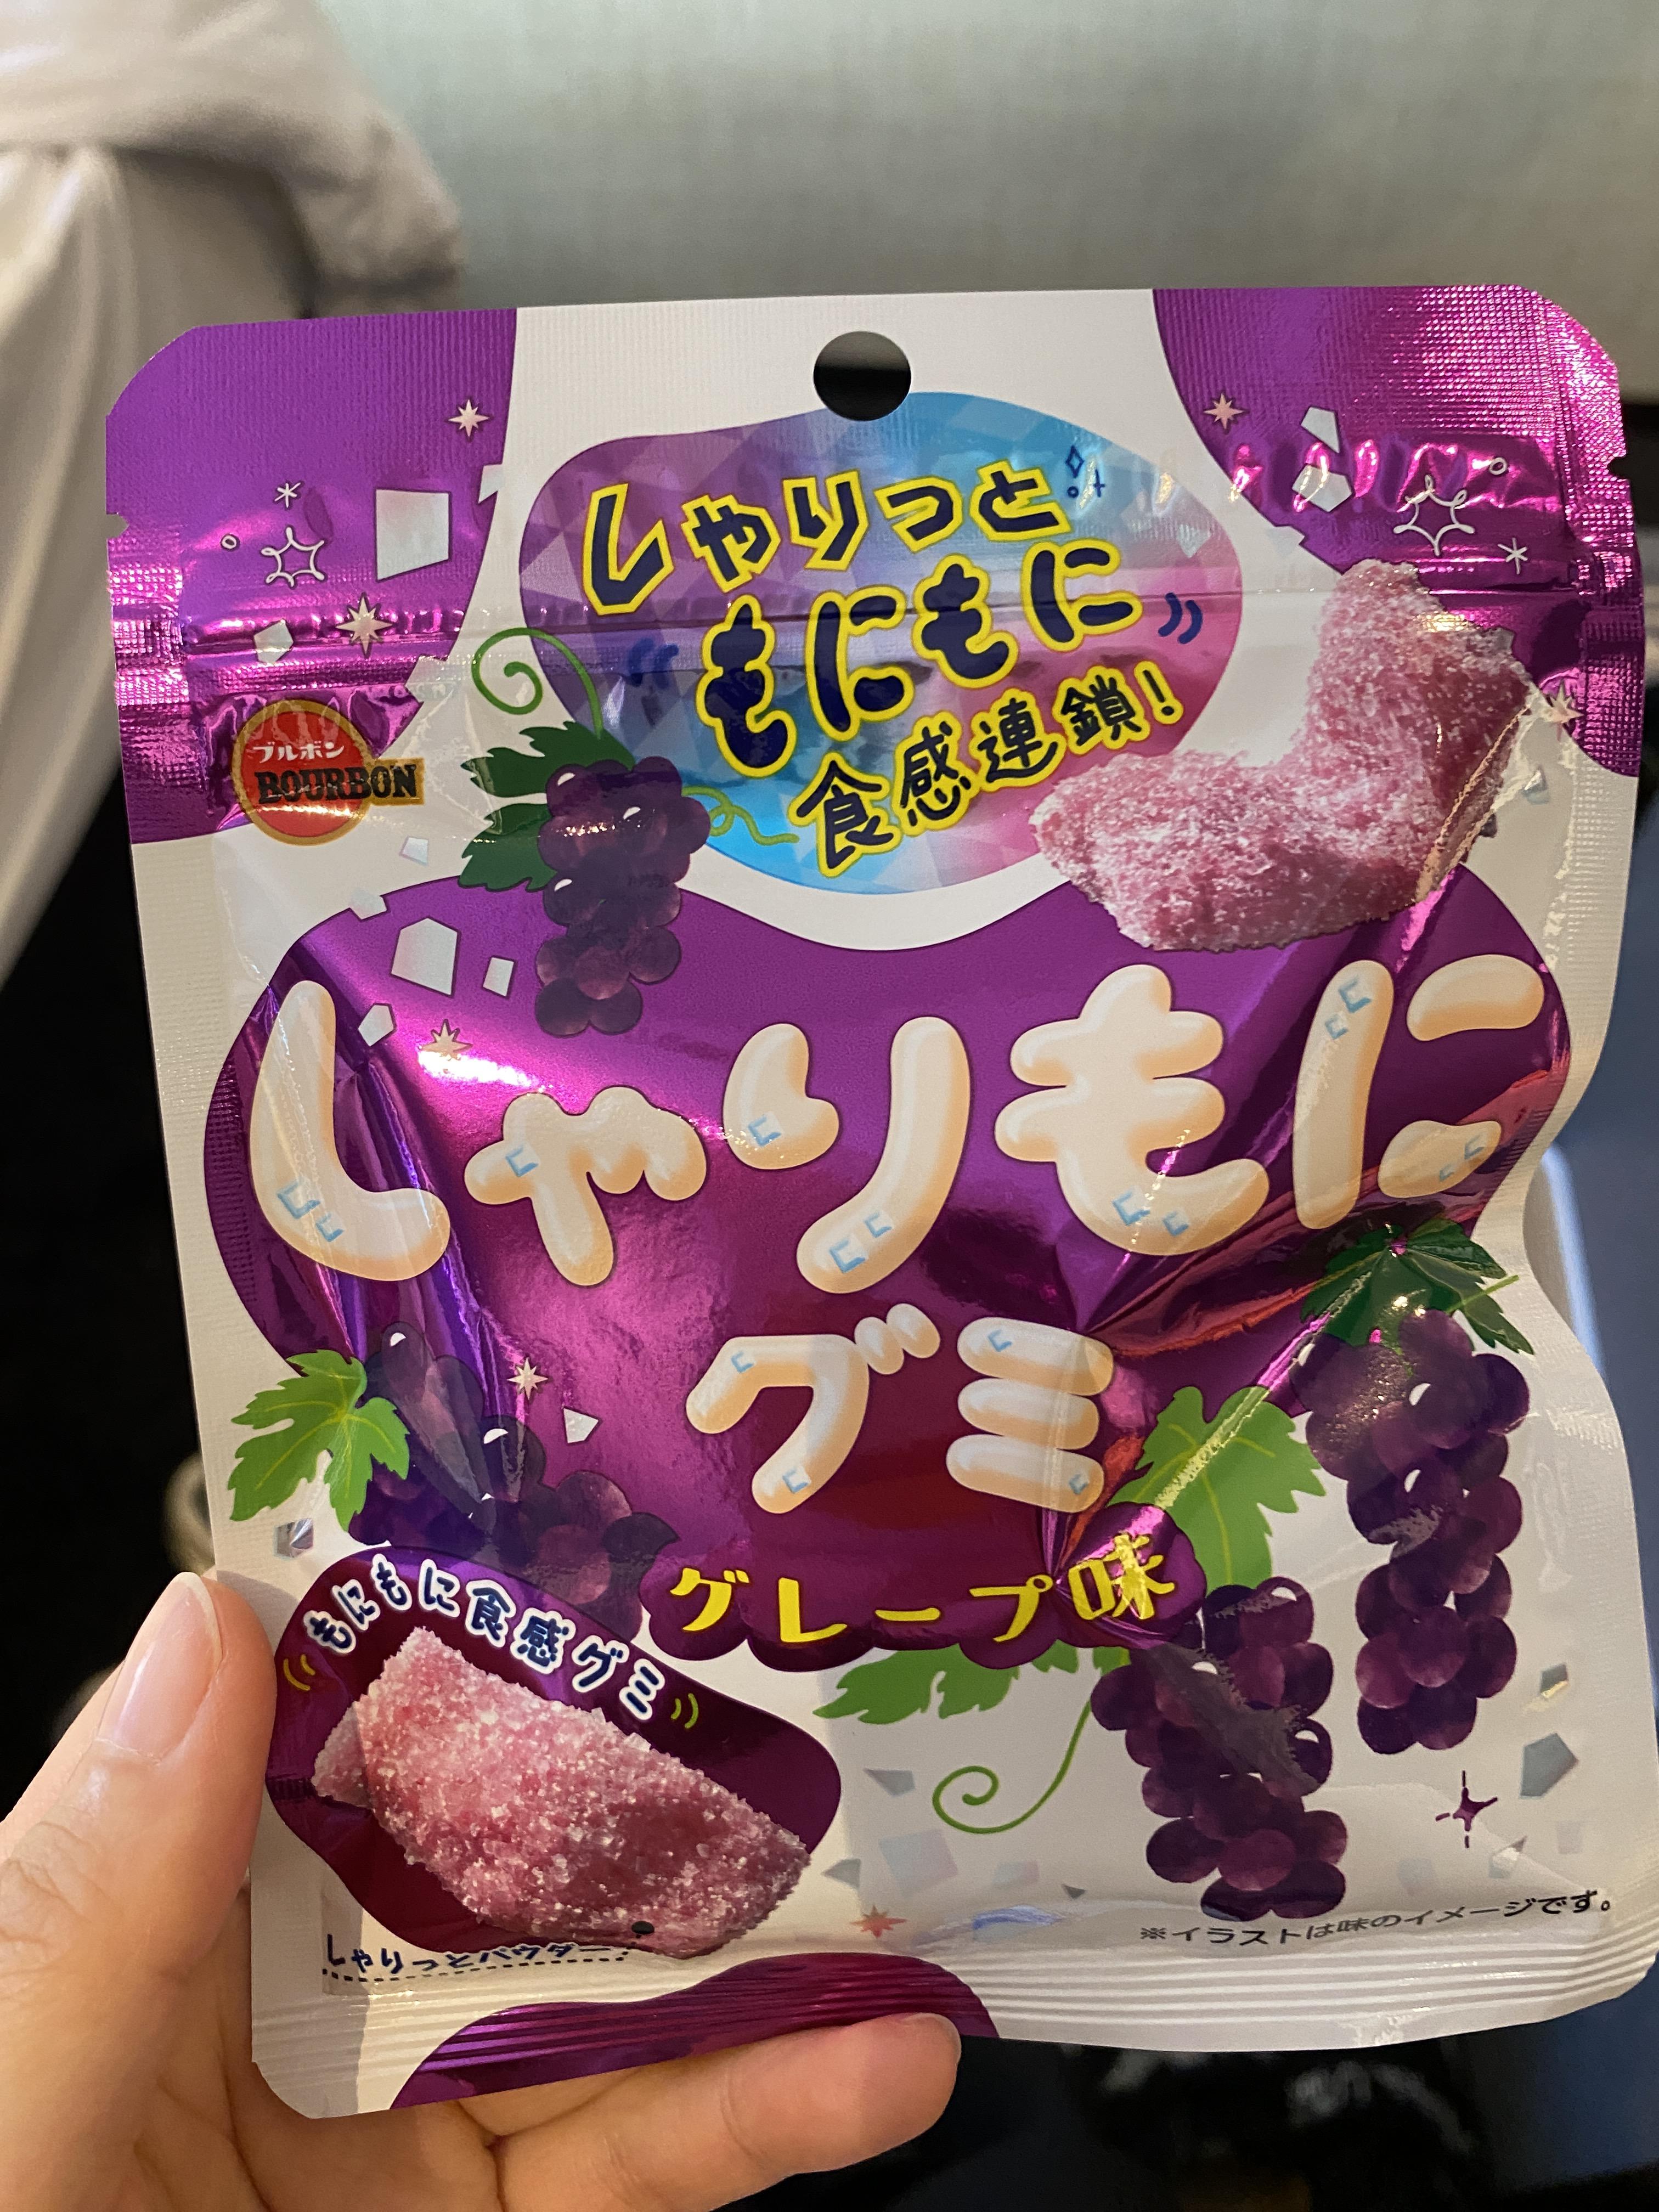 しゃりっと
もにもに
食感連鎖!
ブルボン
BOURBON
しゃりもに
グミ
グレープ味
もにもに食感グミ
しゃりっとパウダー
※イラストは味のイメージです。